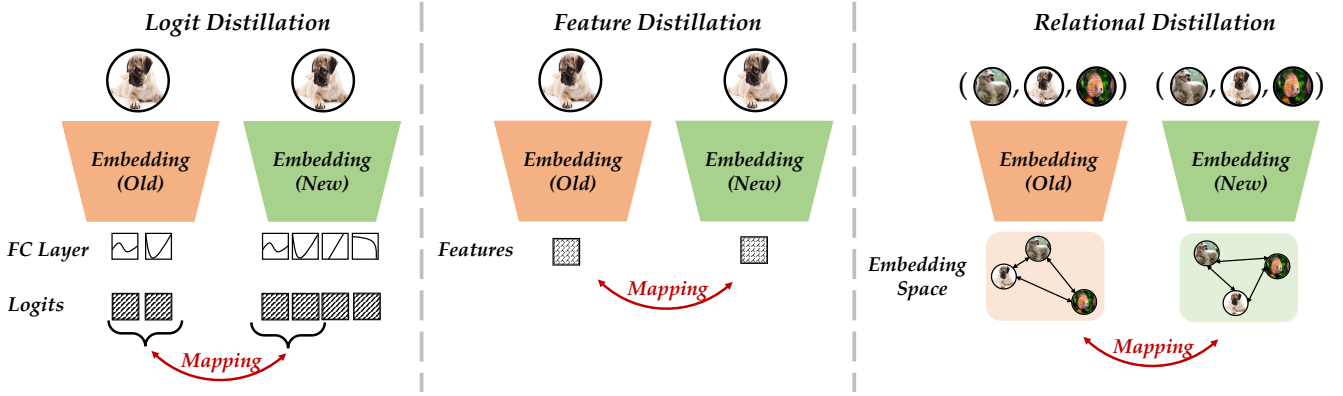 Logit Distillation
Embedding
(Old)
Embedding
(New)
FC Layer
Logits
Mapping
Feature Distillation
Embedding
(Old)
Embedding
(New)
Features
Mapping
Relational Distillation
( , , ) ( , , )
Embedding
(Old)
Embedding
(New)
Embedding
Space
Mapping